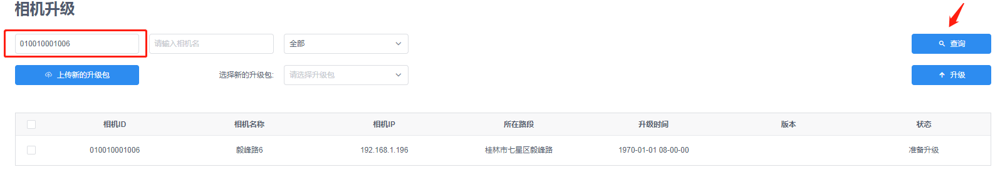 相机升级
010010001006 请输入相机名 全部 查询
上传新的升级包 选择新的升级包: 请选择升级包 升级
相机ID 相机名称 相机IP 所在路段 升级时间 版本 状态
010010001006 毅峰路6 192.168.1.196 桂林市七星区毅峰路 1970-01-01 08-00-00 准备升级